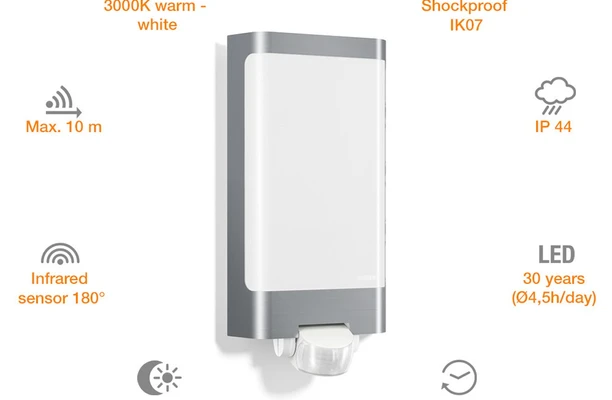 3000K warm -
white
Shockproof
IK07
Max. 10 m
IP 44
Infrared
sensor 180°
LED
30 years
(Ø4,5h/day)